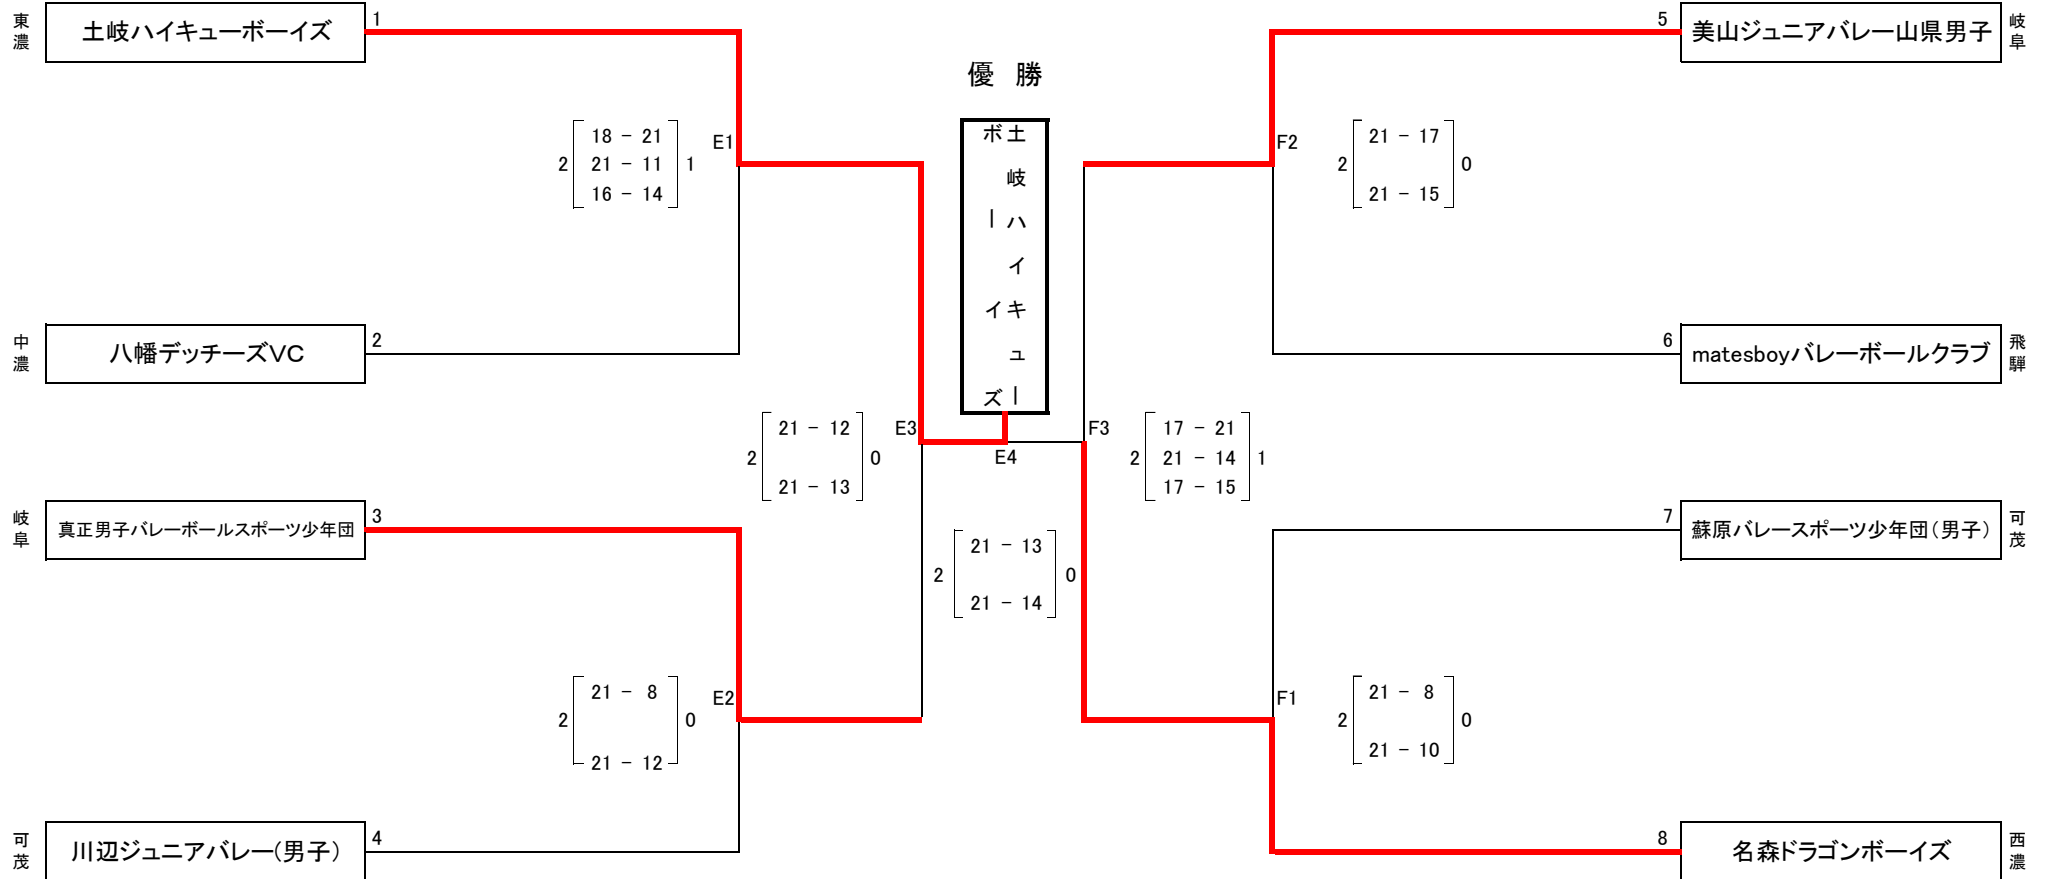 東濃
土岐ハイキューボーイズ
1
5
美山ジュニアバレー山県男子
岐阜
優 勝
土岐ハイキュー
ボーイズ
E1
2
18 - 21
21 - 11
16 - 14
1
F2
2
21 - 17
21 - 15
0
中濃
八幡デッチーズVC
2
6
matesboyバレーボールクラブ
飛騨
E3
2
21 - 12
21 - 13
0
E4
F3
2
17 - 21
21 - 14
17 - 15
1
岐阜
真正男子バレーボールスポーツ少年団
3
7
蘇原バレースポーツ少年団(男子)
可茂
2
21 - 13
21 - 14
0
E2
2
21 - 8
21 - 12
0
F1
2
21 - 8
21 - 10
0
可茂
川辺ジュニアバレー(男子)
4
8
名森ドラゴンボーイズ
西濃